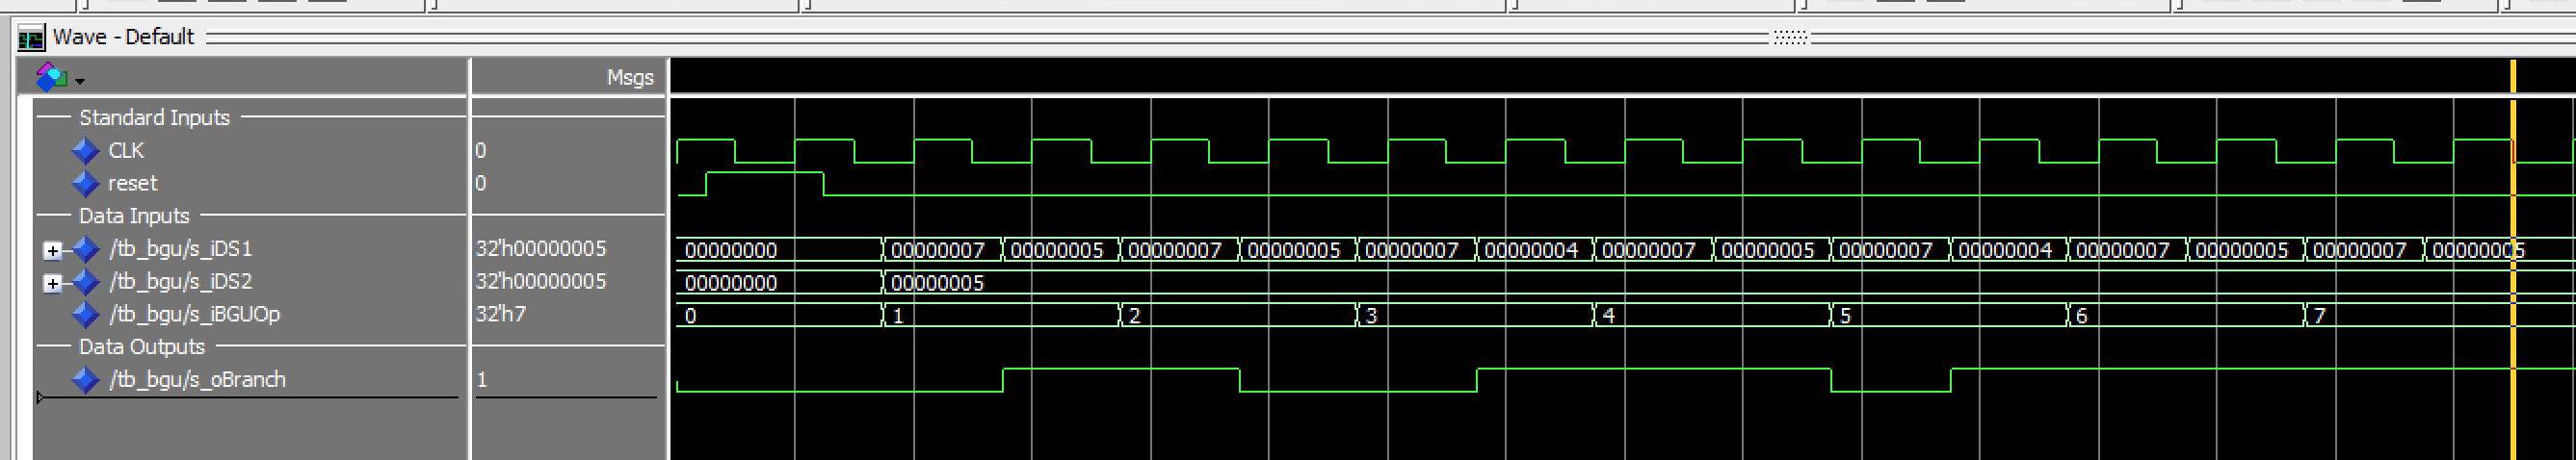 Wave - Default
Msgs
Standard Inputs
CLK 0
reset 0
Data Inputs
/tb_bgu/s_iDS1 32'h00000005 00000000 00000007 00000005 00000007 00000005 00000007 00000004 00000007 00000005 00000007 00000004 00000007 00000005 00000007 00000005
/tb_bgu/s_iDS2 32'h00000005 00000000 00000005
/tb_bgu/s_iBGUOp 32'h7 0 1 2 3 4 5 6 7
Data Outputs
/tb_bgu/s_oBranch 1